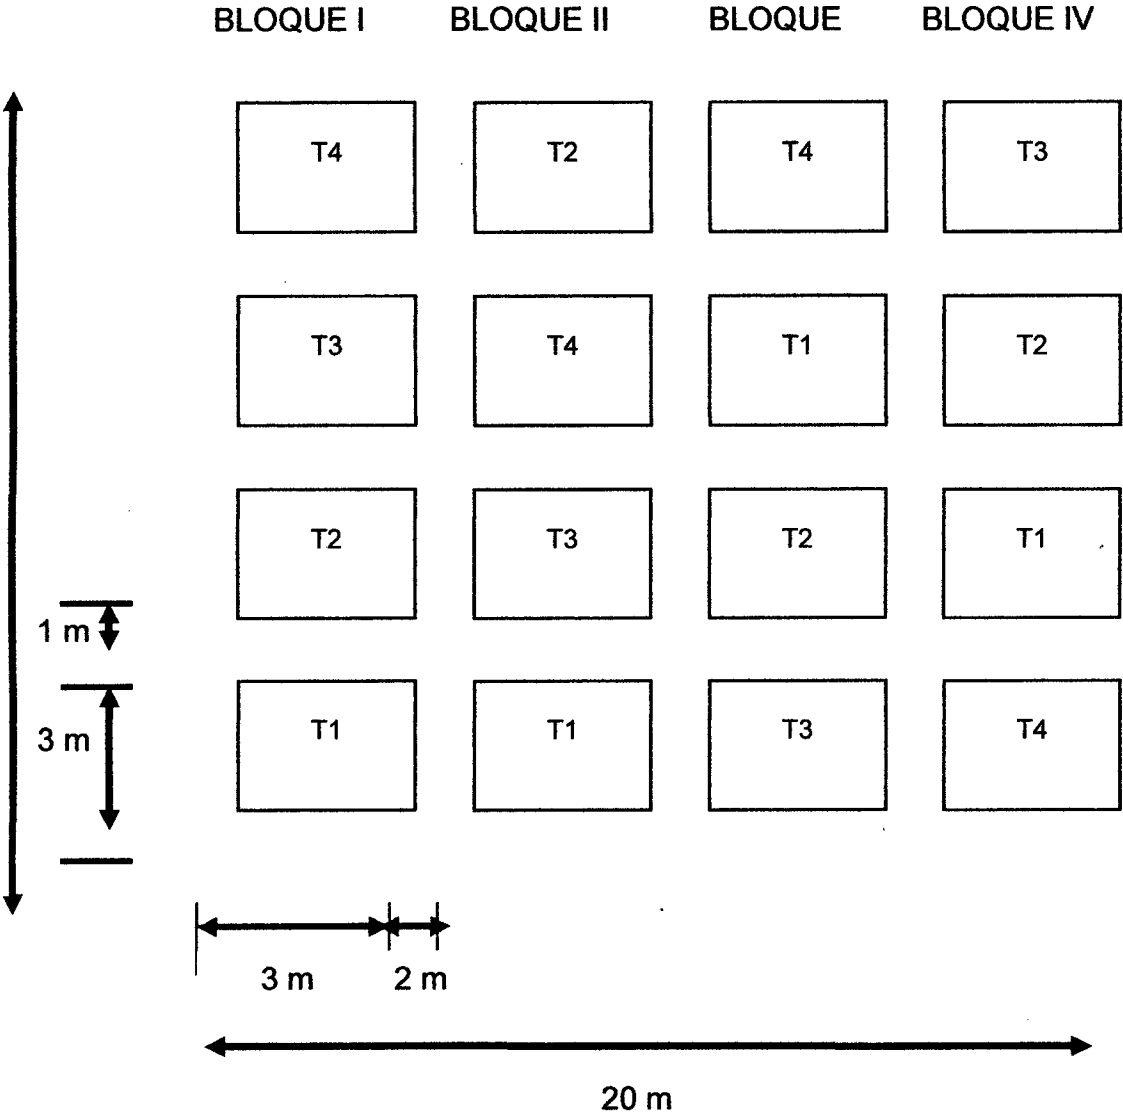 BLOQUE I BLOQUE II BLOQUE BLOQUE IV
T4 T2 T4 T3
T3 T4 T1 T2
T2 T3 T2 T1
1 m
T1 T1 T3 T4
3 m
3 m 2 m
20 m